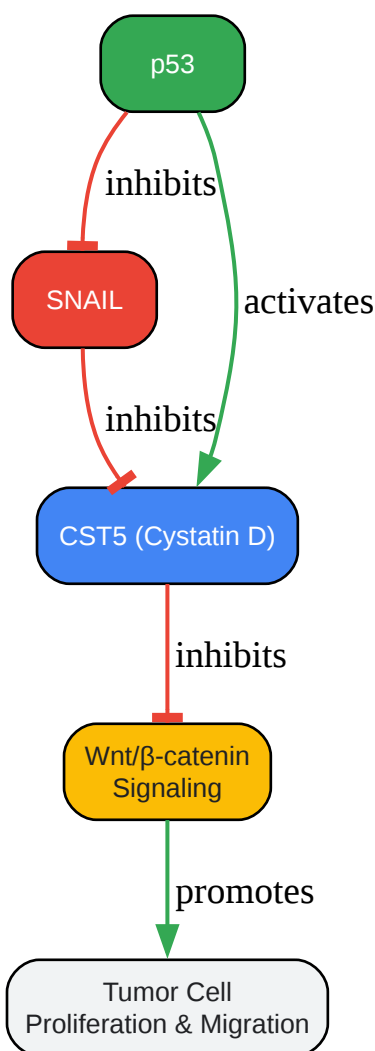 p53
inhibits
SNAIL
activates
inhibits
CST5 (Cystatin D)
inhibits
Wnt/β-catenin
Signaling
promotes
Tumor Cell
Proliferation & Migration